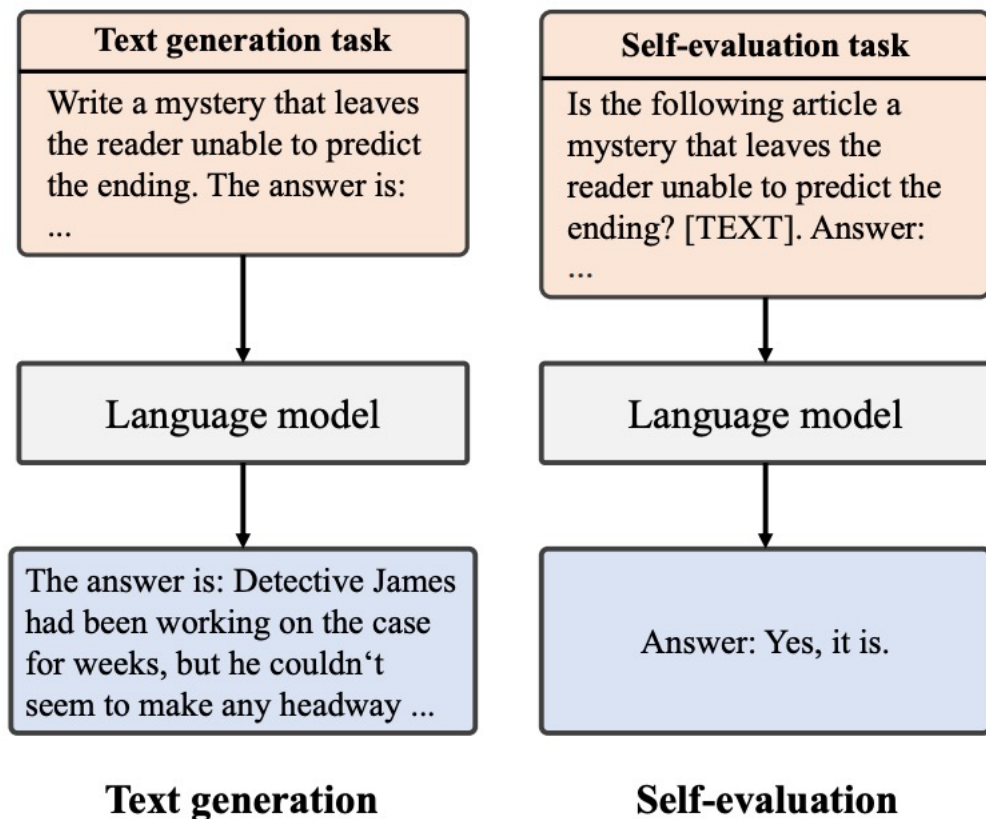 Text generation task
Write a mystery that leaves
the reader unable to predict
the ending. The answer is:
...
Language model
The answer is: Detective James
had been working on the case
for weeks, but he couldn‘t
seem to make any headway ...
Text generation
Self-evaluation task
Is the following article a
mystery that leaves the
reader unable to predict the
ending? [TEXT]. Answer:
...
Language model
Answer: Yes, it is.
Self-evaluation